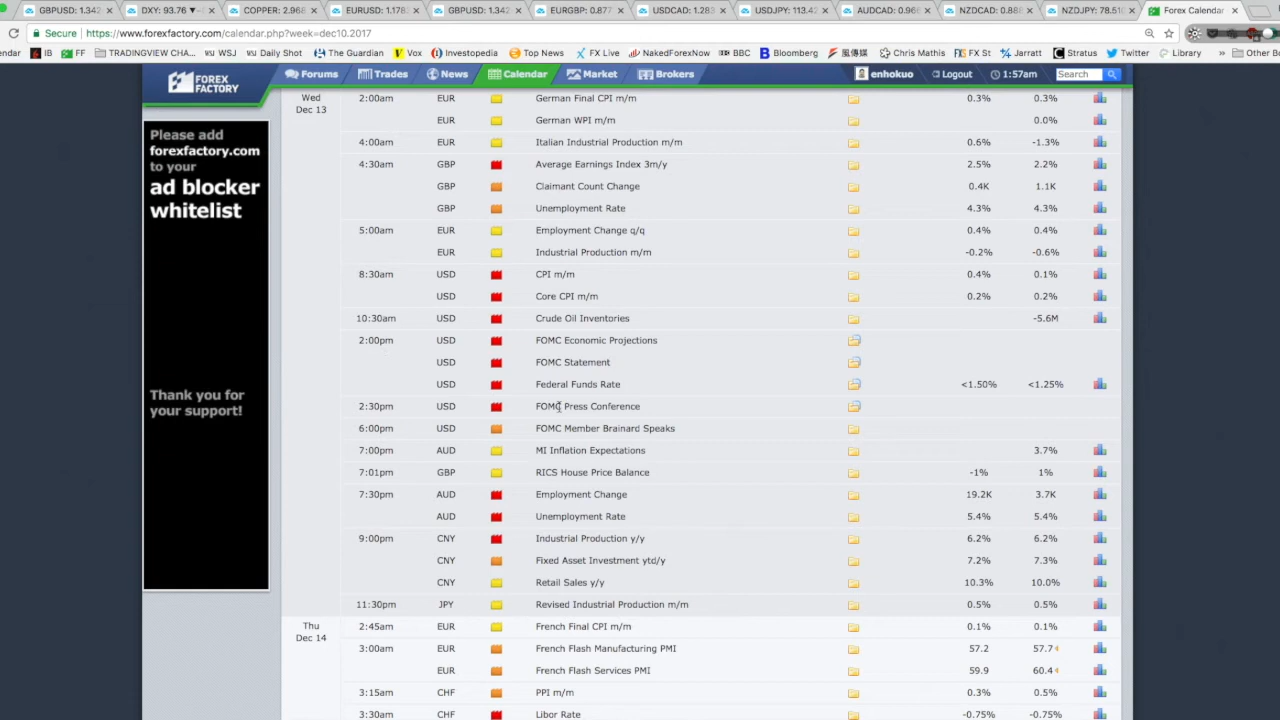 GBPUSD: 1.342
DXY: 93.76 ▼
COPPER: 2.968
EURUSD: 1.178
GBPUSD: 1.342
EURGBP: 0.877
USDCAD: 1.283
USDJPY: 113.42
AUDCAD: 0.966
NZDCAD: 0.888
NZDJPY: 78.510
Forex Calendar
Secure https://www.forexfactory.com/calendar.php?week=dec10.2017
endar IB FF TRADINGVIEW CHA... WSJ Daily Shot The Guardian Vox Investopedia Top News FX Live NakedForexNow BBC Bloomberg 風傳媒 Chris Mathis FX St Jarratt Stratus Twitter Library » Other Bo
FOREX FACTORY
Forums Trades News Calendar Market Brokers enhokuo Logout 1:57am Search
Please add
forexfactory.com
to your
ad blocker
whitelist
Thank you for
your support!
Wed Dec 13 2:00am EUR German Final CPI m/m 0.3% 0.3%
EUR German WPI m/m 0.0%
4:00am EUR Italian Industrial Production m/m 0.6% -1.3%
4:30am GBP Average Earnings Index 3m/y 2.5% 2.2%
GBP Claimant Count Change 0.4K 1.1K
GBP Unemployment Rate 4.3% 4.3%
5:00am EUR Employment Change q/q 0.4% 0.4%
EUR Industrial Production m/m -0.2% -0.6%
8:30am USD CPI m/m 0.4% 0.1%
USD Core CPI m/m 0.2% 0.2%
10:30am USD Crude Oil Inventories -5.6M
2:00pm USD FOMC Economic Projections
USD FOMC Statement
USD Federal Funds Rate <1.50% <1.25%
2:30pm USD FOMC Press Conference
6:00pm USD FOMC Member Brainard Speaks
7:00pm AUD MI Inflation Expectations 3.7%
7:01pm GBP RICS House Price Balance -1% 1%
7:30pm AUD Employment Change 19.2K 3.7K
AUD Unemployment Rate 5.4% 5.4%
9:00pm CNY Industrial Production y/y 6.2% 6.2%
CNY Fixed Asset Investment ytd/y 7.2% 7.3%
CNY Retail Sales y/y 10.3% 10.0%
11:30pm JPY Revised Industrial Production m/m 0.5% 0.5%
Thu Dec 14 2:45am EUR French Final CPI m/m 0.1% 0.1%
3:00am EUR French Flash Manufacturing PMI 57.2 57.7
EUR French Flash Services PMI 59.9 60.4
3:15am CHF PPI m/m 0.3% 0.5%
3:30am CHF Libor Rate -0.75% -0.75%